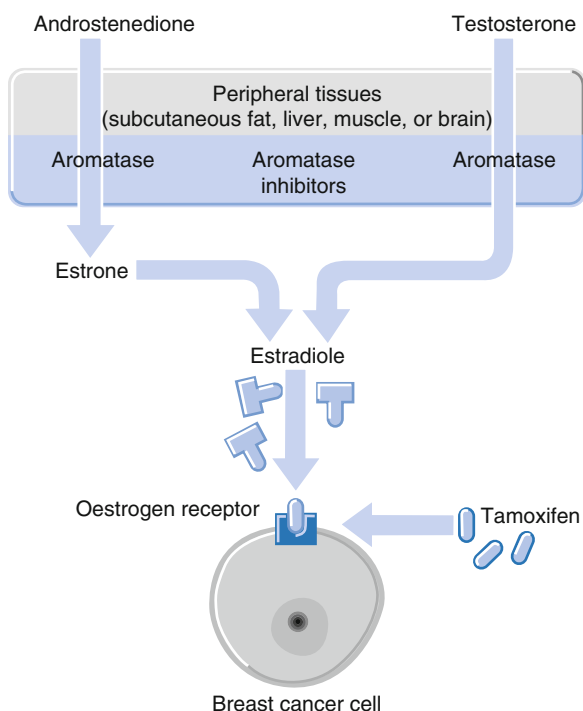 Androstenedione
Testosterone
Peripheral tissues
(subcutaneous fat, liver, muscle, or brain)
Aromatase
Aromatase
inhibitors
Aromatase
Estrone
Estradiole
Oestrogen receptor
Tamoxifen
Breast cancer cell